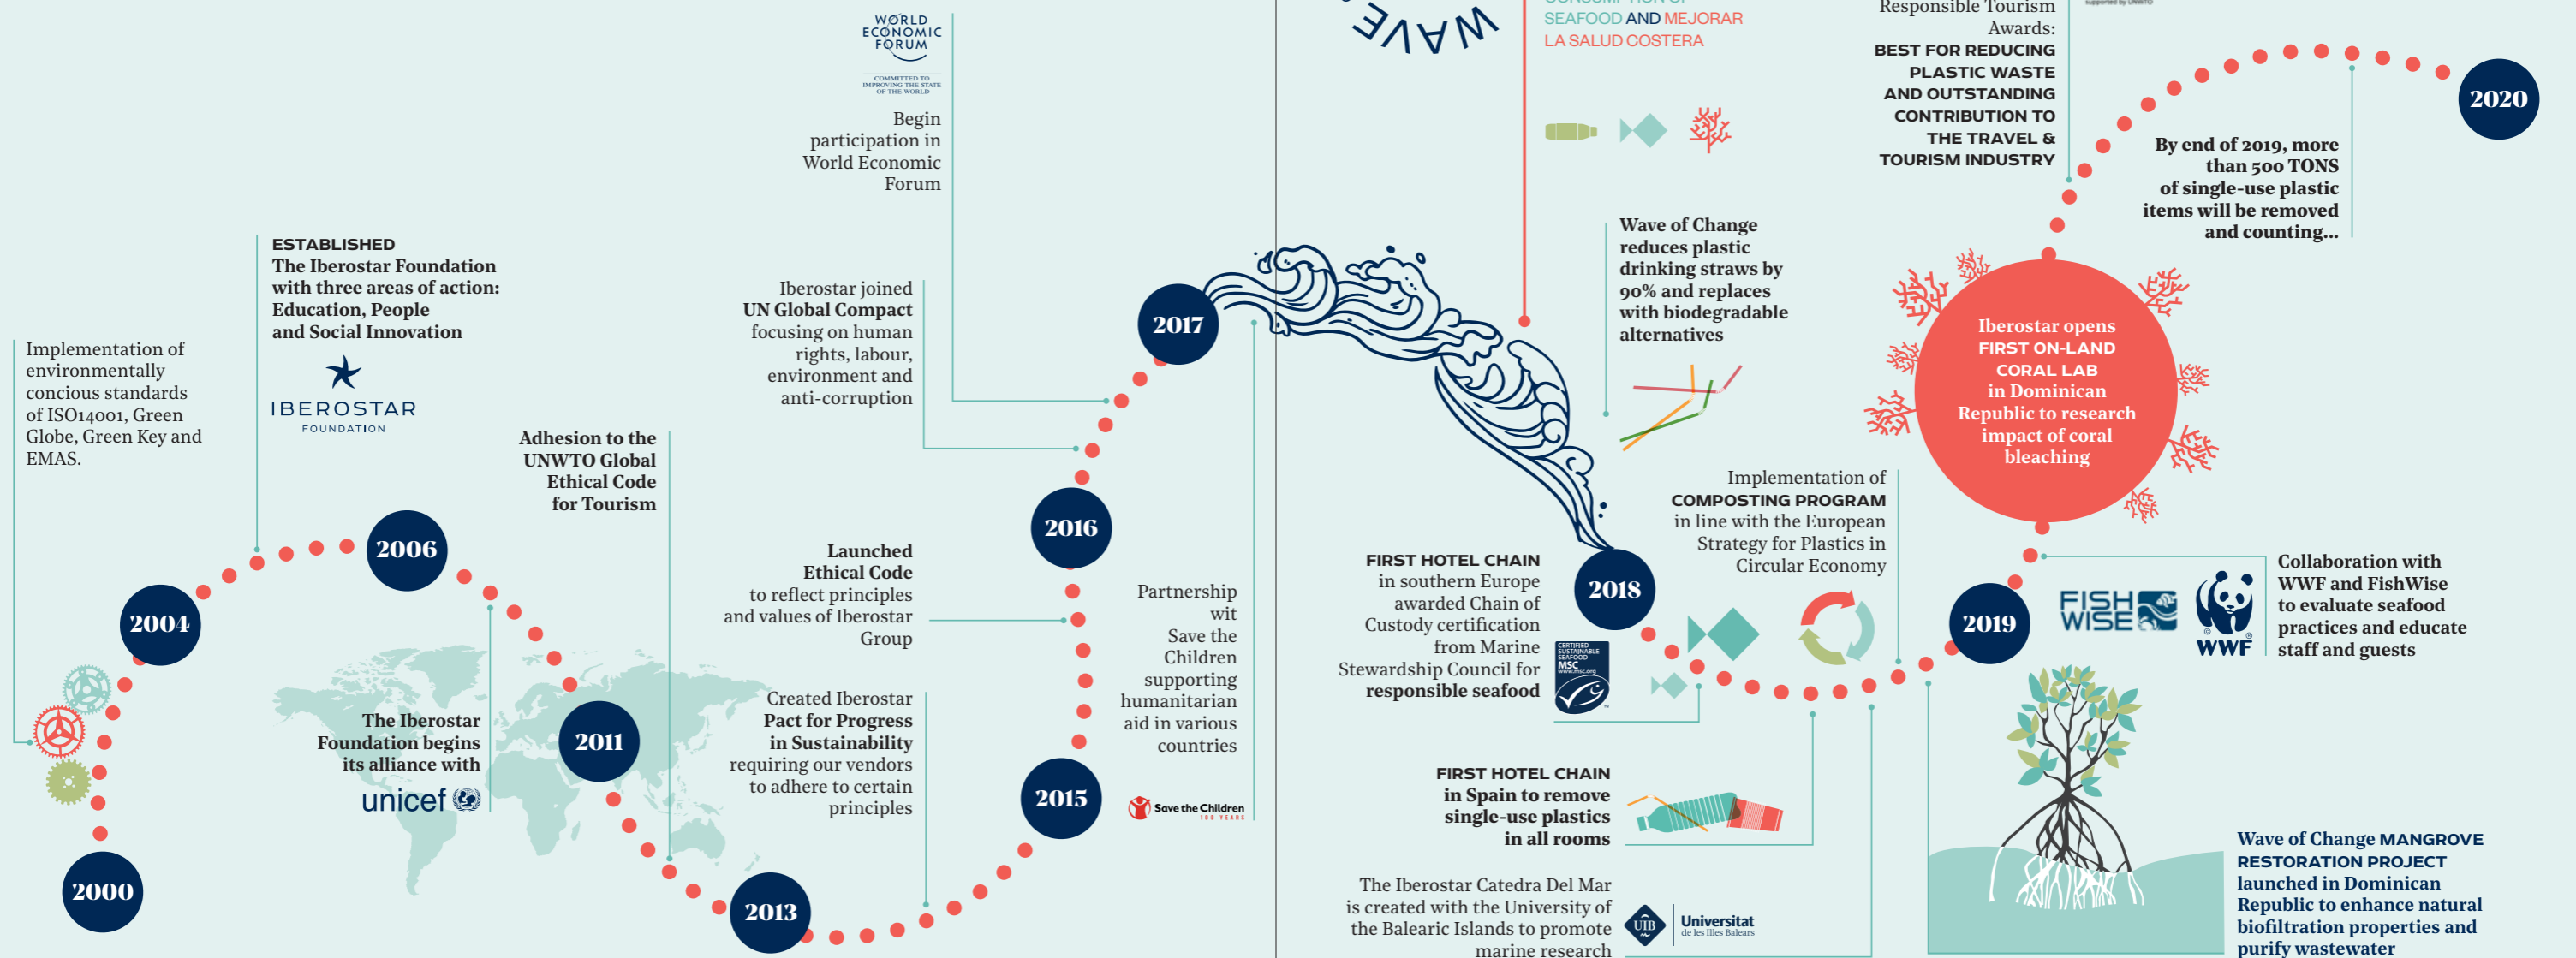 2000
Implementation of
environmentally
concious standards
of ISO14001, Green
Globe, Green Key and
EMAS.
2004
ESTABLISHED
The Iberostar Foundation
with three areas of action:
Education, People
and Social Innovation
IBEROSTAR
FOUNDATION
2006
The Iberostar
Foundation begins
its alliance with
unicef
2011
Adhesion to the
UNWTO Global
Ethical Code
for Tourism
2013
Created Iberostar
Pact for Progress
in Sustainability
requiring our vendors
to adhere to certain
principles
2015
Launched
Ethical Code
to reflect principles
and values of Iberostar
Group
2016
Iberostar joined
UN Global Compact
focusing on human
rights, labour,
environment and
anti-corruption
WORLD
ECONOMIC
FORUM
COMMITTED TO
IMPROVING THE STATE
OF THE WORLD
Begin
participation in
World Economic
Forum
2017
Partnership
wit
Save the
Children
supporting
humanitarian
aid in various
countries
Save the Children
100 YEARS
WAVE
CONSUMPTION OF
SEAFOOD AND MEJORAR
LA SALUD COSTERA
Wave of Change
reduces plastic
drinking straws by
90% and replaces
with biodegradable
alternatives
2018
FIRST HOTEL CHAIN
in southern Europe
awarded Chain of
Custody certification
from Marine
Stewardship Council for
responsible seafood
CERTIFIED
SUSTAINABLE
SEAFOOD
MSC
www.msc.org
TM
FIRST HOTEL CHAIN
in Spain to remove
single-use plastics
in all rooms
The Iberostar Catedra Del Mar
is created with the University of
the Balearic Islands to promote
marine research
UIB
Universitat
de les Illes Balears
Implementation of
COMPOSTING PROGRAM
in line with the European
Strategy for Plastics in
Circular Economy
Wave of Change MANGROVE
RESTORATION PROJECT
launched in Dominican
Republic to enhance natural
biofiltration properties and
purify wastewater
2019
FISH
WISE
©
®
WWF
Collaboration with
WWF and FishWise
to evaluate seafood
practices and educate
staff and guests
Iberostar opens
FIRST ON-LAND
CORAL LAB
in Dominican
Republic to research
impact of coral
bleaching
Responsible Tourism
Awards:
BEST FOR REDUCING
PLASTIC WASTE
AND OUTSTANDING
CONTRIBUTION TO
THE TRAVEL &
TOURISM INDUSTRY
supported by UNWTO
By end of 2019, more
than 500 TONS
of single-use plastic
items will be removed
and counting...
2020